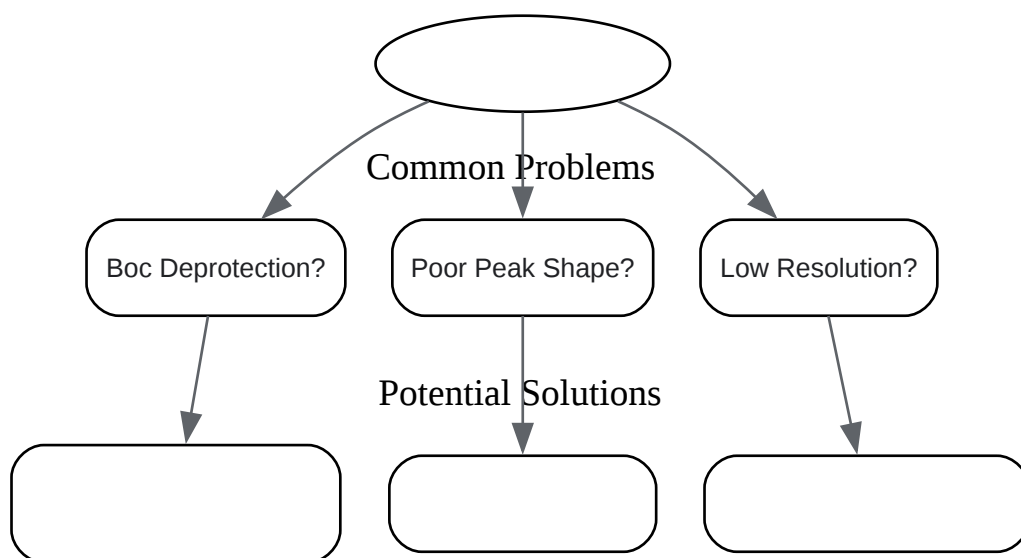 Common Problems
Boc Deprotection?
Poor Peak Shape?
Low Resolution?
Potential Solutions